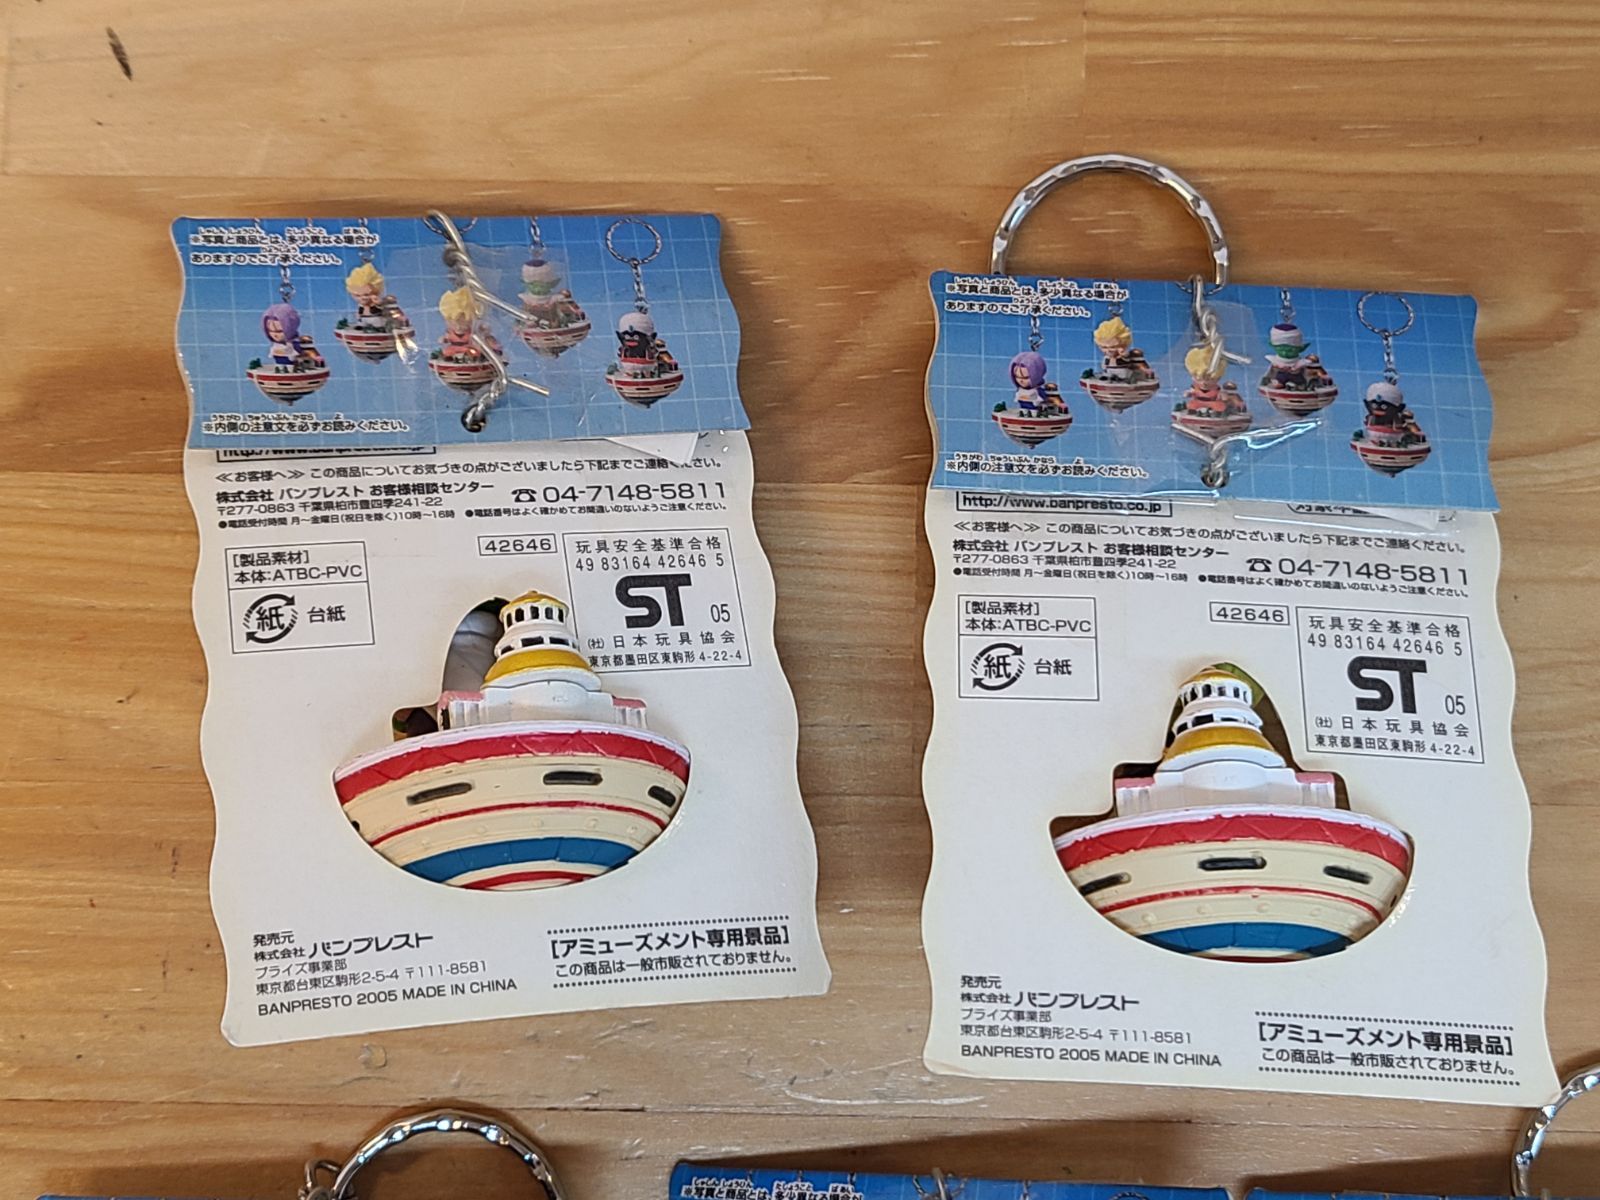 ※写真と商品とは、多少異なる場合が
ありますのでご了承ください。
※内側の注意文を必ずお読みください。
http://www.banpresto.co.jp
≪お客様へ≫ この商品についてお気づきの点がございましたら下記までご連絡ください。
株式会社 バンプレスト お客様相談センター ☎04-7148-5811
〒277-0863 千葉県柏市豊四季241-22
●電話受付時間 月~金曜日(祝日を除く)10時~16時 ●電話番号はよく確かめてお間違いのないようご注意ください。
[製品素材]
本体:ATBC-PVC
紙 台紙
42646
玩具安全基準合格
49 83164 42646 5
ST 05
(社)日本玩具協会
東京都墨田区東駒形 4-22-4
発売元
株式会社 バンプレスト
プライズ事業部
東京都台東区駒形2-5-4 〒111-8581
BANPRESTO 2005 MADE IN CHINA
[アミューズメント専用景品]
この商品は一般市販されておりません。
※写真と商品とは、多少異なる場合が
ありますのでご了承ください。
※内側の注意文を必ずお読みください。
http://www.banpresto.co.jp
≪お客様へ≫ この商品についてお気づきの点がございましたら下記までご連絡ください。
株式会社 バンプレスト お客様相談センター ☎04-7148-5811
〒277-0863 千葉県柏市豊四季241-22
●電話受付時間 月~金曜日(祝日を除く)10時~16時 ●電話番号はよく確かめてお間違いのないようご注意ください。
[製品素材]
本体:ATBC-PVC
紙 台紙
42646
玩具安全基準合格
49 83164 42646 5
ST 05
(社)日本玩具協会
東京都墨田区東駒形 4-22-4
発売元
株式会社 バンプレスト
プライズ事業部
東京都台東区駒形2-5-4 〒111-8581
BANPRESTO 2005 MADE IN CHINA
[アミューズメント専用景品]
この商品は一般市販されておりません。
※写真と商品とは、多少異なる場合が